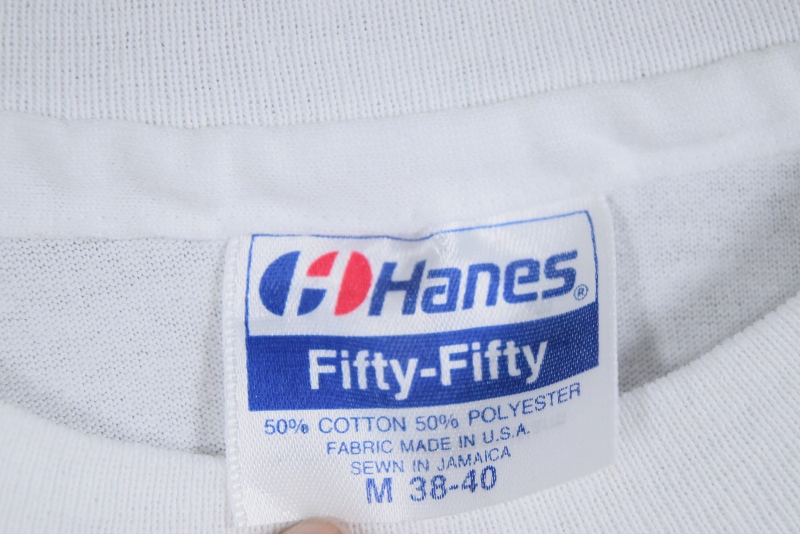 Hanes®
Fifty-Fifty
50% COTTON 50% POLYESTER
FABRIC MADE IN U.S.A.
SEWN IN JAMAICA
M 38-40